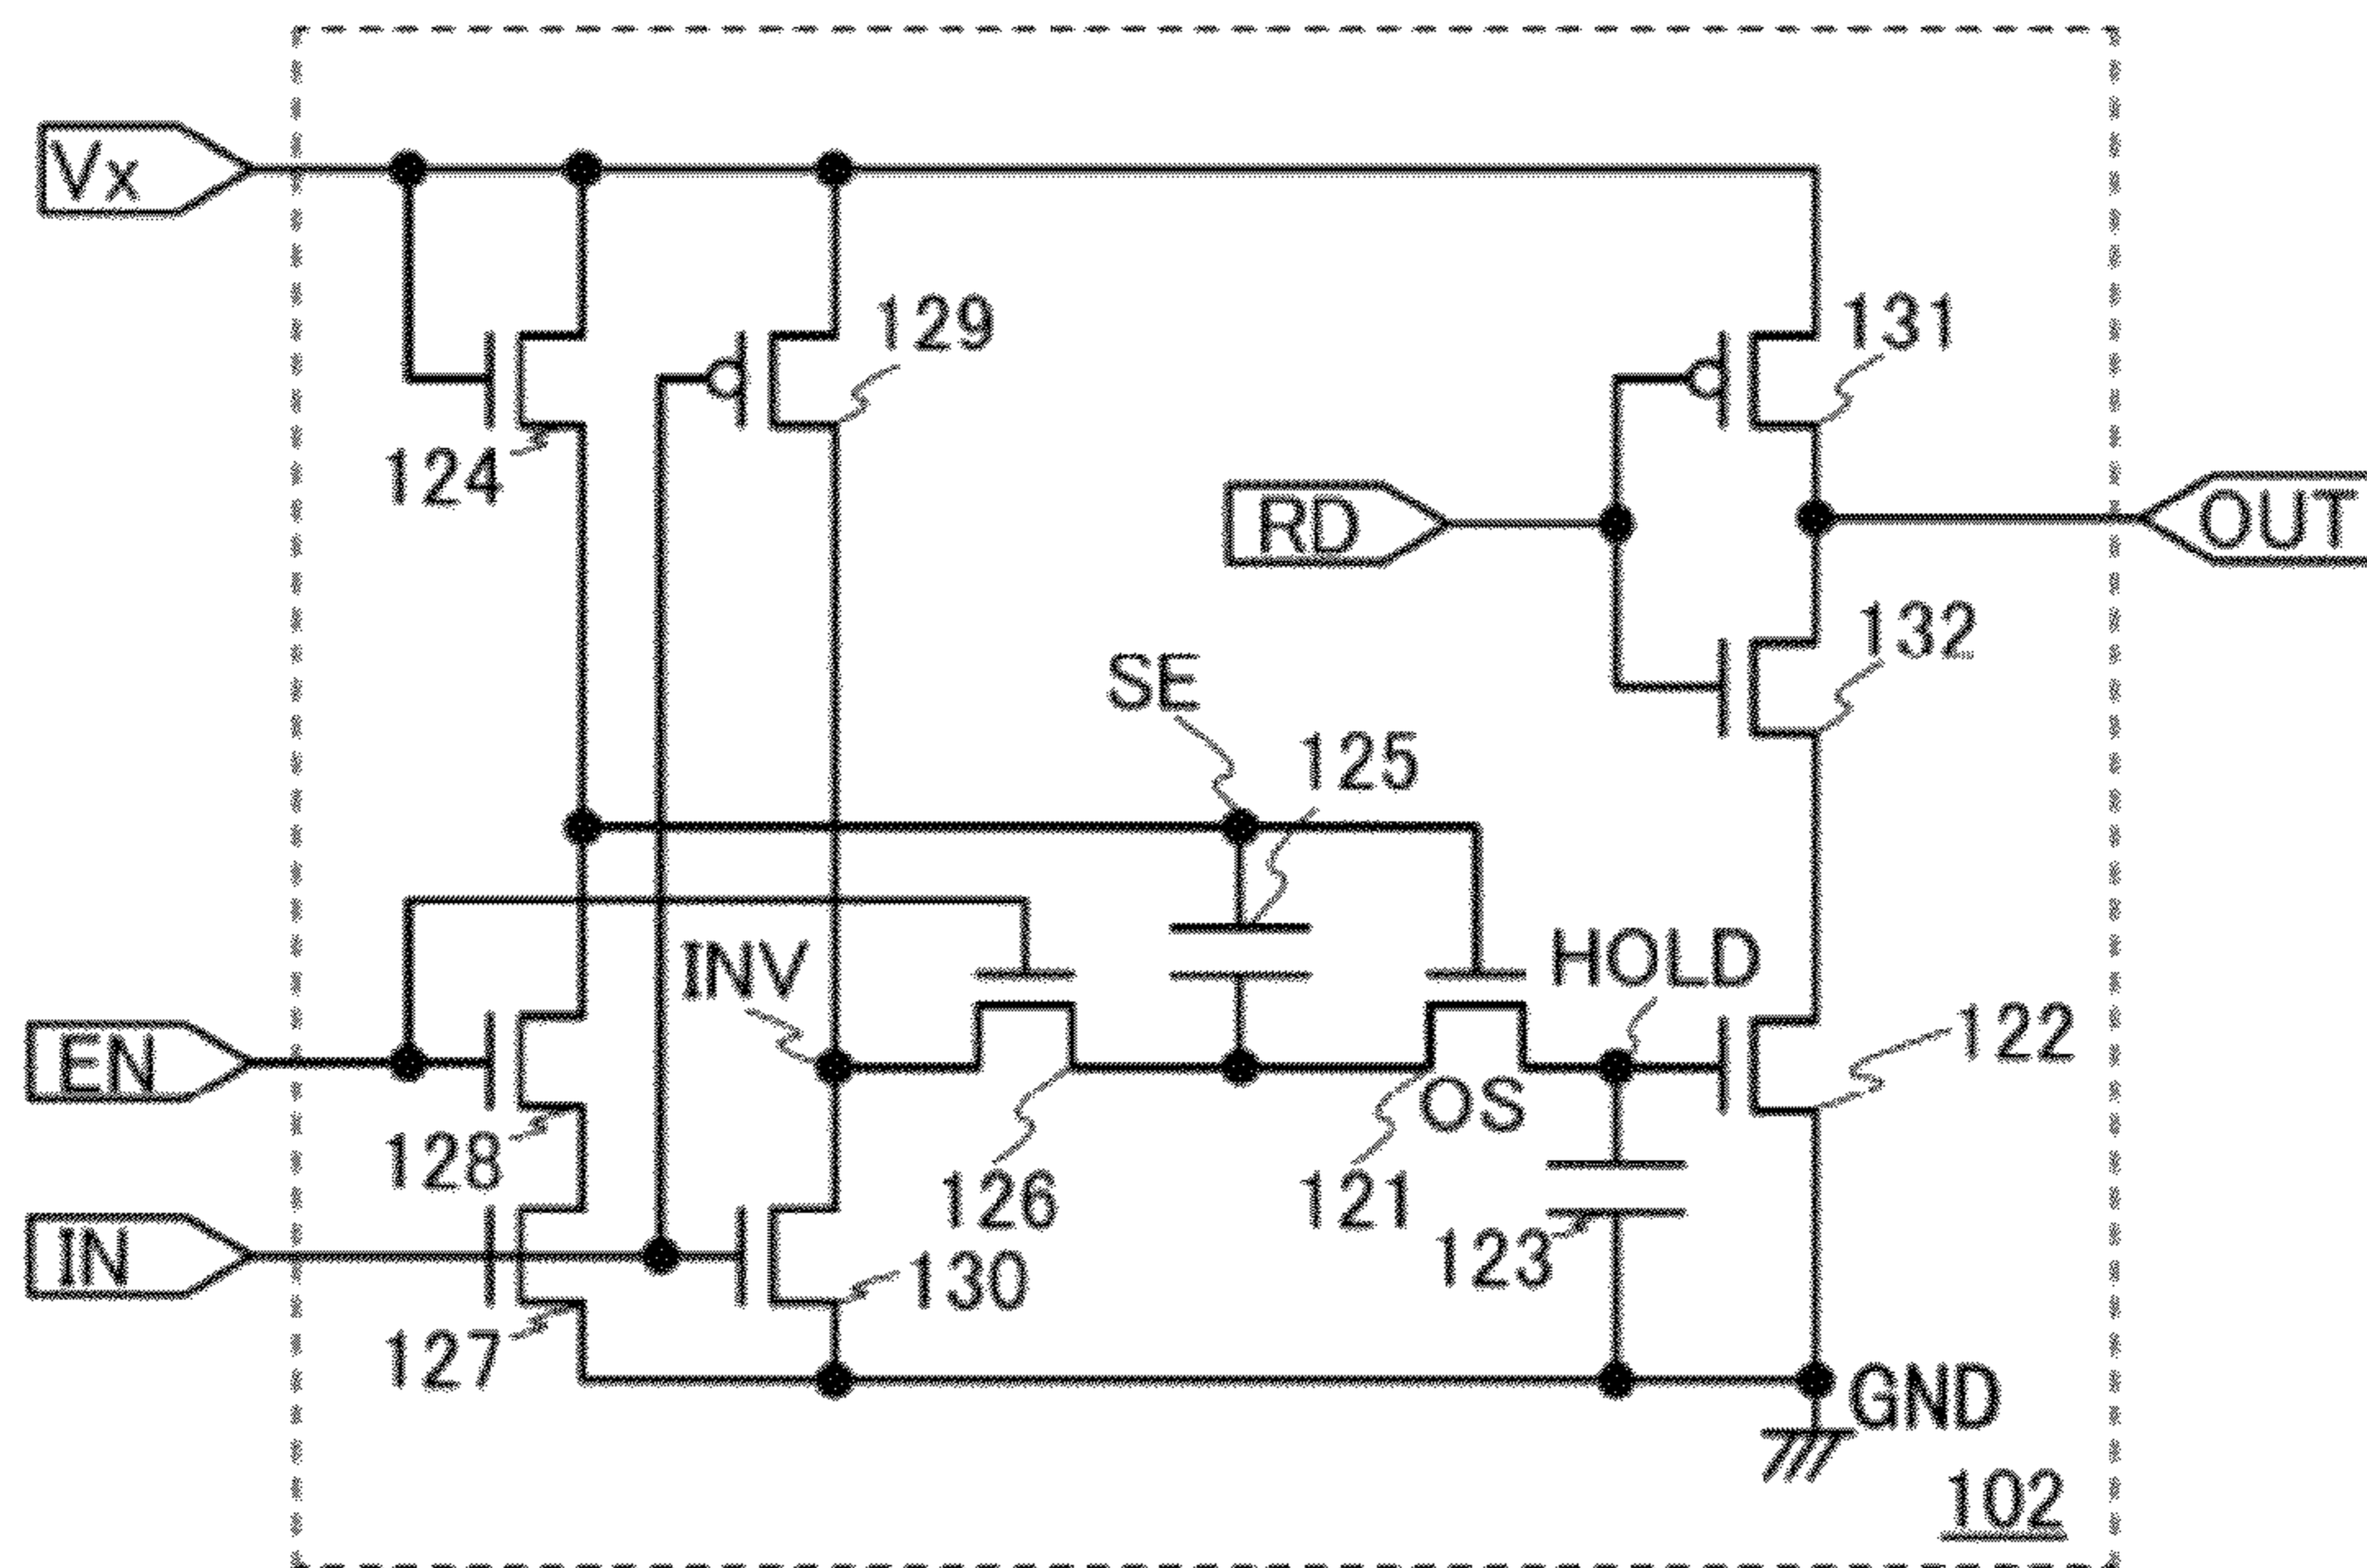 Vx
129
131
124
RD
OUT
132
SE
125
INV
HOLD
EN
122
OS
128
126
121
IN
123
130
127
GND
102